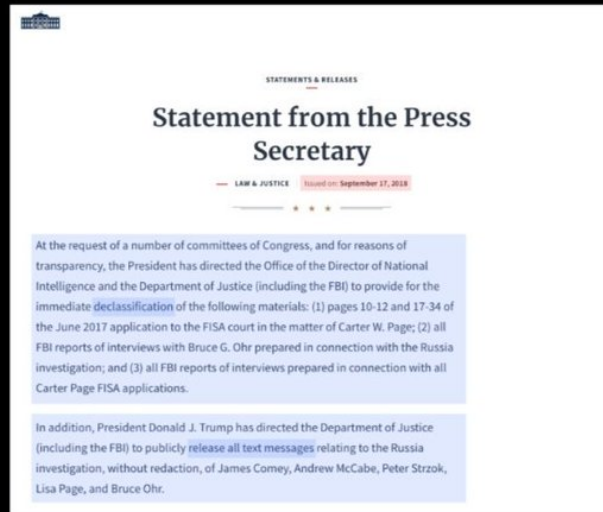 STATEMENTS & RELEASES
Statement from the Press
Secretary
LAW & JUSTICE Issued on: September 17, 2018
At the request of a number of committees of Congress, and for reasons of
transparency, the President has directed the Office of the Director of National
Intelligence and the Department of Justice (including the FBI) to provide for the
immediate declassification of the following materials: (1) pages 10-12 and 17-34 of
the June 2017 application to the FISA court in the matter of Carter W. Page; (2) all
FBI reports of interviews with Bruce G. Ohr prepared in connection with the Russia
investigation; and (3) all FBI reports of interviews prepared in connection with all
Carter Page FISA applications.
In addition, President Donald J. Trump has directed the Department of Justice
(including the FBI) to publicly release all text messages relating to the Russia
investigation, without redaction, of James Comey, Andrew McCabe, Peter Strzok,
Lisa Page, and Bruce Ohr.